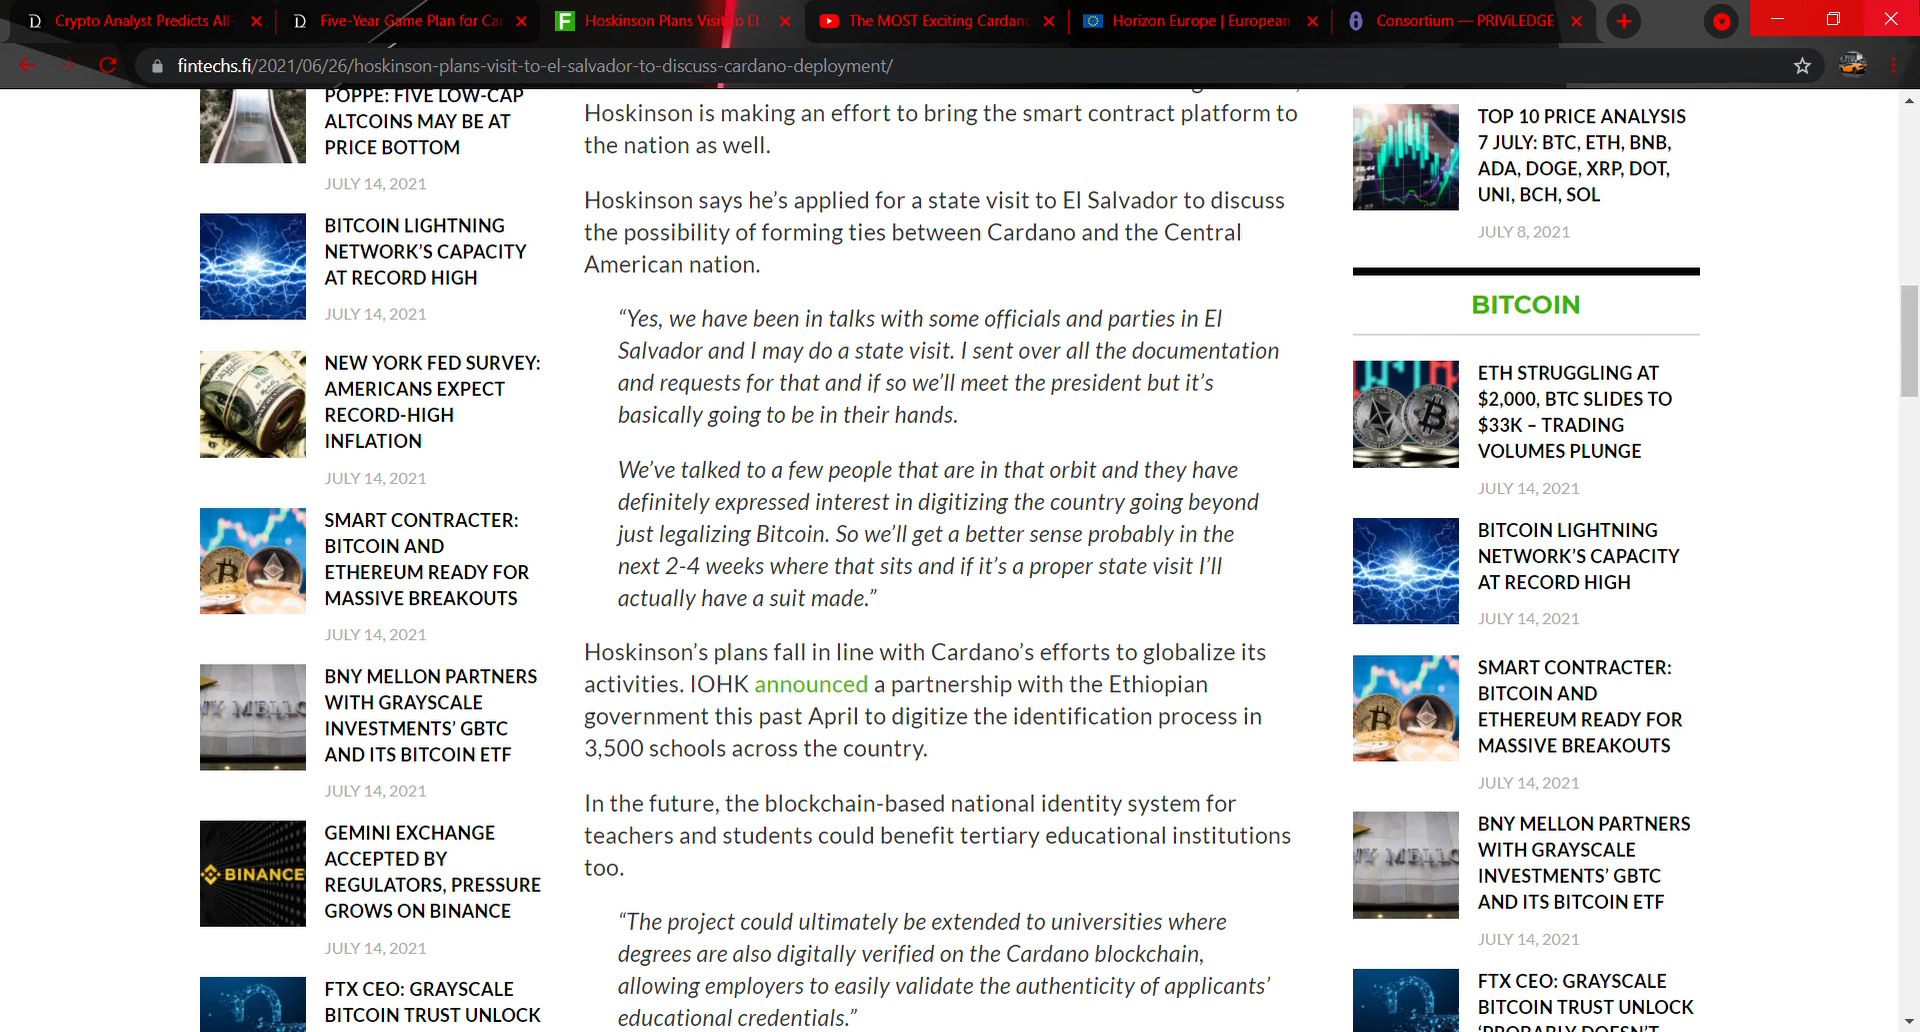 Crypto Analyst Predicts All-
Five-Year Game Plan for Car
Hoskinson Plans Visit to El
The MOST Exciting Cardano
Horizon Europe | European
Consortium — PRIViLEDGE
fintechs.fi/2021/06/26/hoskinson-plans-visit-to-el-salvador-to-discuss-cardano-deployment/
POPPE: FIVE LOW-CAP
ALTCOINS MAY BE AT
PRICE BOTTOM
JULY 14, 2021
BITCOIN LIGHTNING
NETWORK'S CAPACITY
AT RECORD HIGH
JULY 14, 2021
NEW YORK FED SURVEY:
AMERICANS EXPECT
RECORD-HIGH
INFLATION
JULY 14, 2021
SMART CONTRACTER:
BITCOIN AND
ETHEREUM READY FOR
MASSIVE BREAKOUTS
JULY 14, 2021
BNY MELLON PARTNERS
WITH GRAYSCALE
INVESTMENTS' GBTC
AND ITS BITCOIN ETF
JULY 14, 2021
BINANCE
GEMINI EXCHANGE
ACCEPTED BY
REGULATORS, PRESSURE
GROWS ON BINANCE
JULY 14, 2021
FTX CEO: GRAYSCALE
BITCOIN TRUST UNLOCK
Hoskinson is making an effort to bring the smart contract platform to
the nation as well.
Hoskinson says he's applied for a state visit to El Salvador to discuss
the possibility of forming ties between Cardano and the Central
American nation.
“Yes, we have been in talks with some officials and parties in El
Salvador and I may do a state visit. I sent over all the documentation
and requests for that and if so we'll meet the president but it's
basically going to be in their hands.
We've talked to a few people that are in that orbit and they have
definitely expressed interest in digitizing the country going beyond
just legalizing Bitcoin. So we'll get a better sense probably in the
next 2-4 weeks where that sits and if it's a proper state visit I'll
actually have a suit made.”
Hoskinson's plans fall in line with Cardano's efforts to globalize its
activities. IOHK announced a partnership with the Ethiopian
government this past April to digitize the identification process in
3,500 schools across the country.
In the future, the blockchain-based national identity system for
teachers and students could benefit tertiary educational institutions
too.
“The project could ultimately be extended to universities where
degrees are also digitally verified on the Cardano blockchain,
allowing employers to easily validate the authenticity of applicants'
educational credentials.”
TOP 10 PRICE ANALYSIS
7 JULY: BTC, ETH, BNB,
ADA, DOGE, XRP, DOT,
UNI, BCH, SOL
JULY 8, 2021
BITCOIN
ETH STRUGGLING AT
$2,000, BTC SLIDES TO
$33K – TRADING
VOLUMES PLUNGE
JULY 14, 2021
BITCOIN LIGHTNING
NETWORK'S CAPACITY
AT RECORD HIGH
JULY 14, 2021
SMART CONTRACTER:
BITCOIN AND
ETHEREUM READY FOR
MASSIVE BREAKOUTS
JULY 14, 2021
BNY MELLON PARTNERS
WITH GRAYSCALE
INVESTMENTS' GBTC
AND ITS BITCOIN ETF
JULY 14, 2021
FTX CEO: GRAYSCALE
BITCOIN TRUST UNLOCK
'PROBABLY DOESN'T